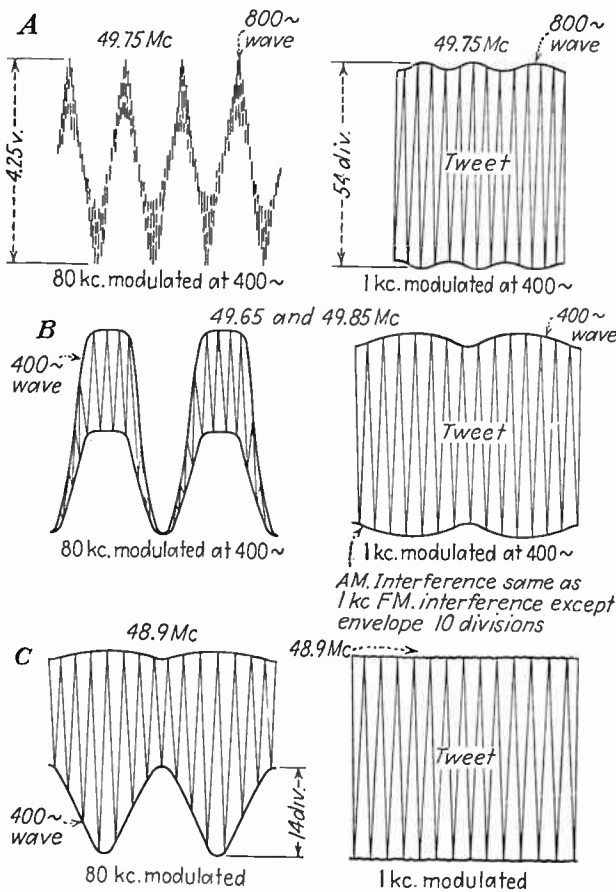 A
49.75 Mc
800~
wave
4.25 v.
80 kc. modulated at 400~
49.75 Mc
800~
wave
54 div.
Tweet
1 kc. modulated at 400~
B
49.65 and 49.85 Mc
400~
wave
80 kc. modulated at 400~
400~
wave
Tweet
1 kc. modulated at 400~
AM. Interference same as
1 kc FM. interference except
envelope 10 divisions
C
48.9 Mc
400~
wave
14 div.
80 kc. modulated
48.9 Mc
Tweet
1 kc. modulated